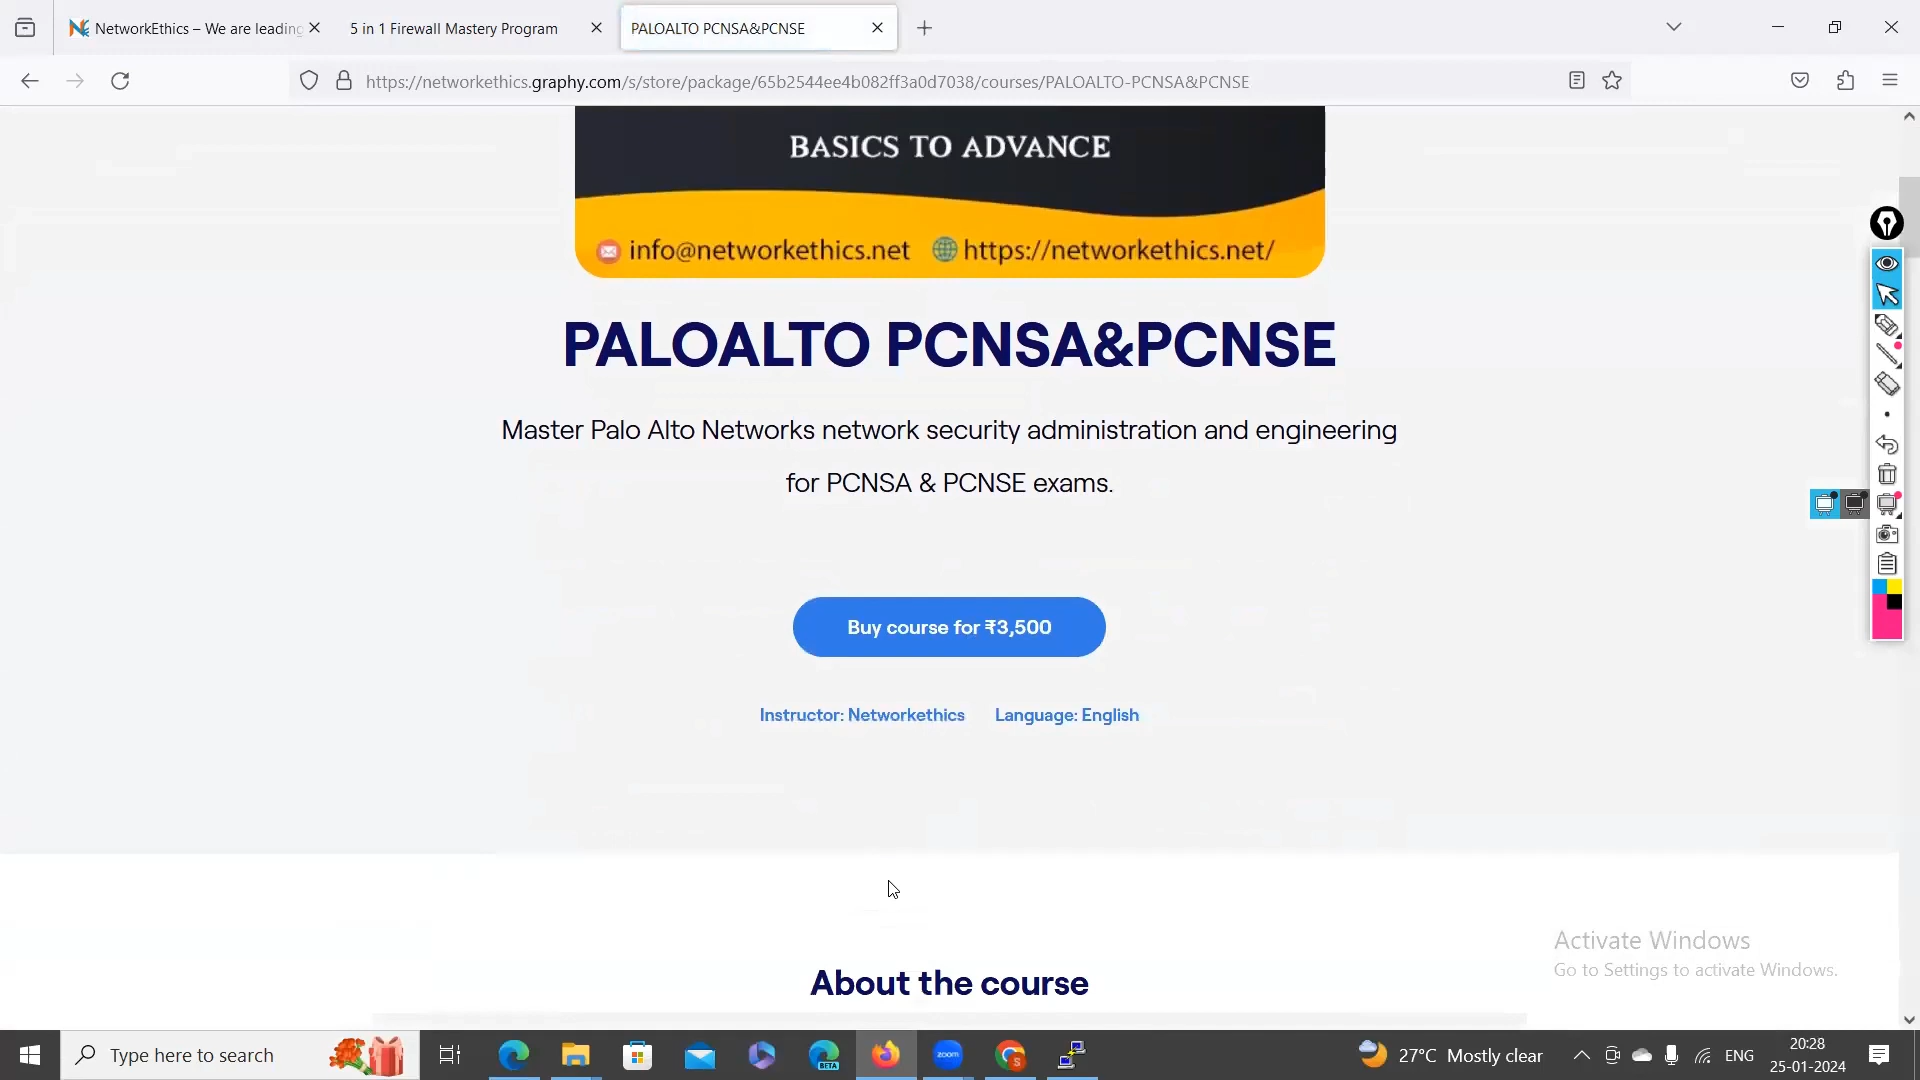 NetworkEthics – We are leading
5 in 1 Firewall Mastery Program
PALOALTO PCNSA&PCNSE
https://networkethics.graphy.com/s/store/package/65b2544ee4b082ff3a0d7038/courses/PALOALTO-PCNSA&PCNSE
BASICS TO ADVANCE
info@networkethics.net https://networkethics.net/
PALOALTO PCNSA&PCNSE
Master Palo Alto Networks network security administration and engineering
for PCNSA & PCNSE exams.
Buy course for ₹3,500
Instructor: Networkethics Language: English
Activate Windows
Go to Settings to activate Windows.
About the course
Type here to search
BETA
zoom
S
27°C Mostly clear
ENG
20:28
25-01-2024